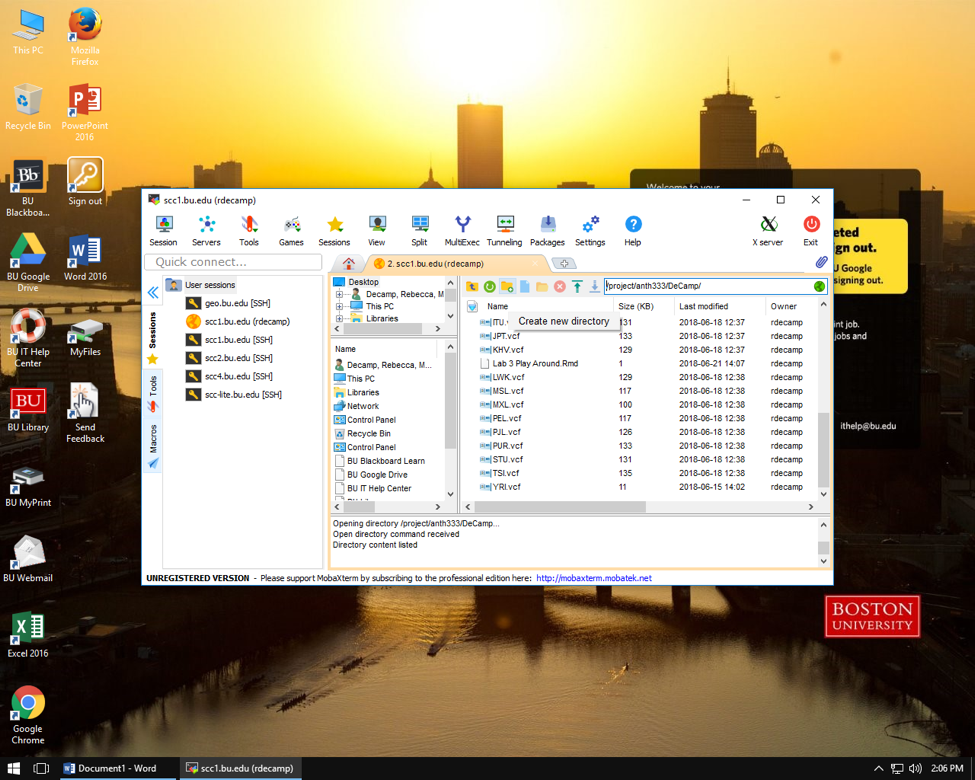 This PC
Mozilla
Firefox
Recycle Bin
PowerPoint
2016
Bb
BU
Blackboa...
Sign out
BU Google
Drive
Word 2016
BU IT Help
Center
MyFiles
BU
BU Library
Send
Feedback
BU MyPrint
BU Webmail
Excel 2016
Google
Chrome
Welcome to your
eted
gn out.
U Google
signing out.
int job.
jobs and
ithelp@bu.edu
BOSTON
UNIVERSITY
scc1.bu.edu (rdecamp)
Session Servers Tools Games Sessions View Split MultiExec Tunneling Packages Settings Help X server Exit
Quick connect...
2. scc1.bu.edu (rdecamp)
Sessions
Tools
Macros
User sessions
geo.bu.edu [SSH]
scc1.bu.edu (rdecamp)
scc1.bu.edu [SSH]
scc2.bu.edu [SSH]
scc4.bu.edu [SSH]
scc-lite.bu.edu [SSH]
Desktop
Decamp, Rebecca, M
This PC
Libraries
Name
Decamp, Rebecca, M...
This PC
Libraries
Network
Control Panel
Recycle Bin
Control Panel
BU Blackboard Learn
BU Google Drive
BU IT Help Center
/project/anth333/DeCamp/
Name Size (KB) Last modified Owner
Create new directory
ITU.v 131 2018-06-18 12:37 rdecamp
JPT.vcf 133 2018-06-18 12:37 rdecamp
KHV.vcf 129 2018-06-18 12:37 rdecamp
Lab 3 Play Around.Rmd 1 2018-06-21 14:07 rdecamp
LWK.vcf 129 2018-06-18 12:38 rdecamp
MSL.vcf 117 2018-06-18 12:38 rdecamp
MXL.vcf 100 2018-06-18 12:38 rdecamp
PEL.vcf 117 2018-06-18 12:38 rdecamp
PJL.vcf 126 2018-06-18 12:38 rdecamp
PUR.vcf 133 2018-06-18 12:38 rdecamp
STU.vcf 131 2018-06-18 12:38 rdecamp
TSI.vcf 135 2018-06-18 12:38 rdecamp
YRI.vcf 11 2018-06-15 14:02 rdecamp
Opening directory /project/anth333/DeCamp...
Open directory command received
Directory content listed
UNREGISTERED VERSION - Please support MobaXterm by subscribing to the professional edition here: http://mobaxterm.mobatek.net
Document1 - Word
scc1.bu.edu (rdecamp)
2:06 PM